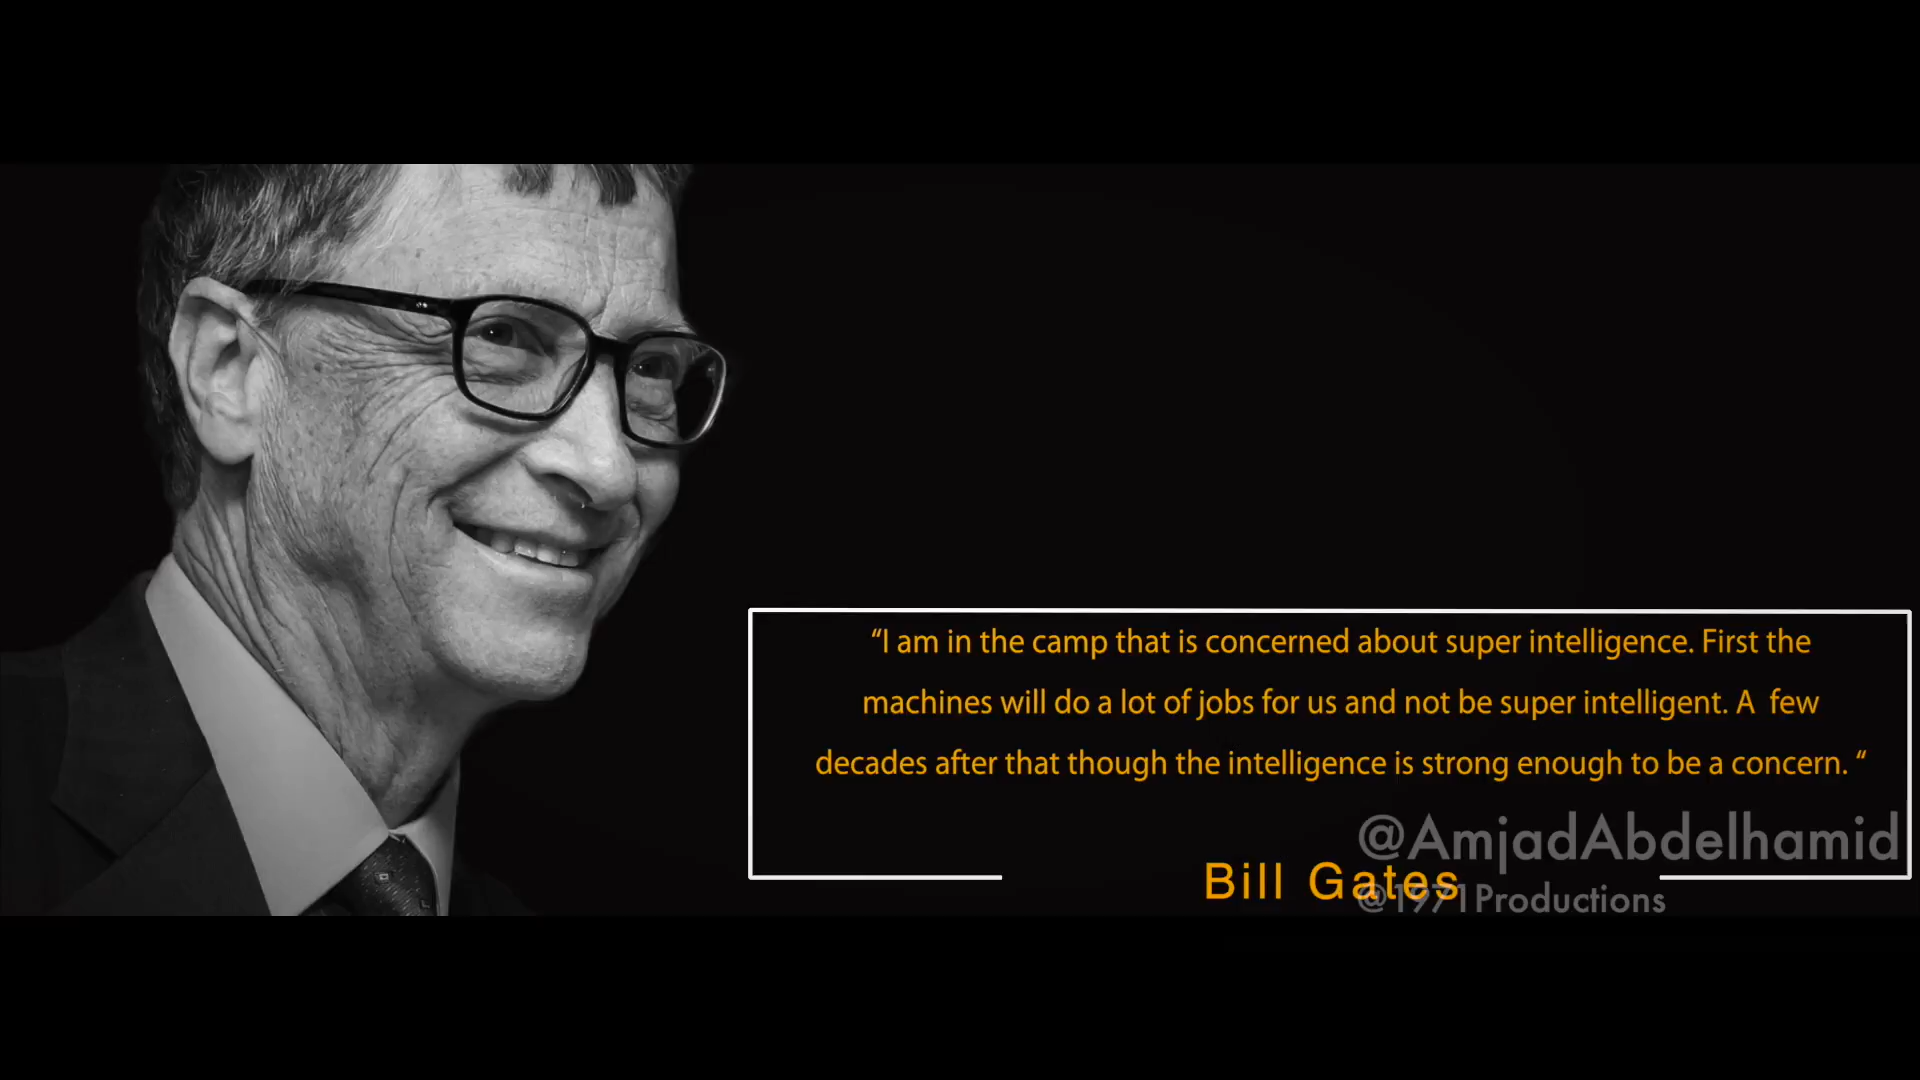 “I am in the camp that is concerned about super intelligence. First the
machines will do a lot of jobs for us and not be super intelligent. A few
decades after that though the intelligence is strong enough to be a concern. “
@AmjadAbdelhamid
Bill Gates
@1971Productions